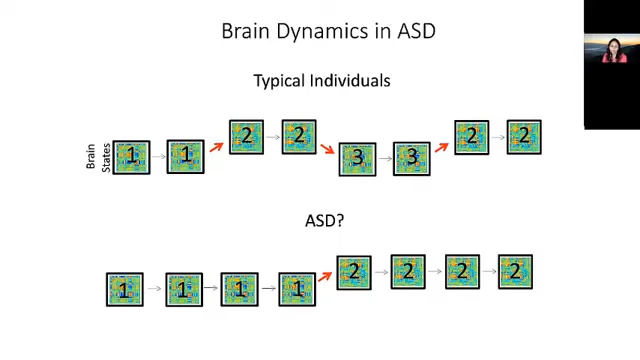 Brain Dynamics in ASD
Typical Individuals
Brain
States
1 1 2 2 3 3 2 2
ASD?
1 1 1 1 2 2 2 2